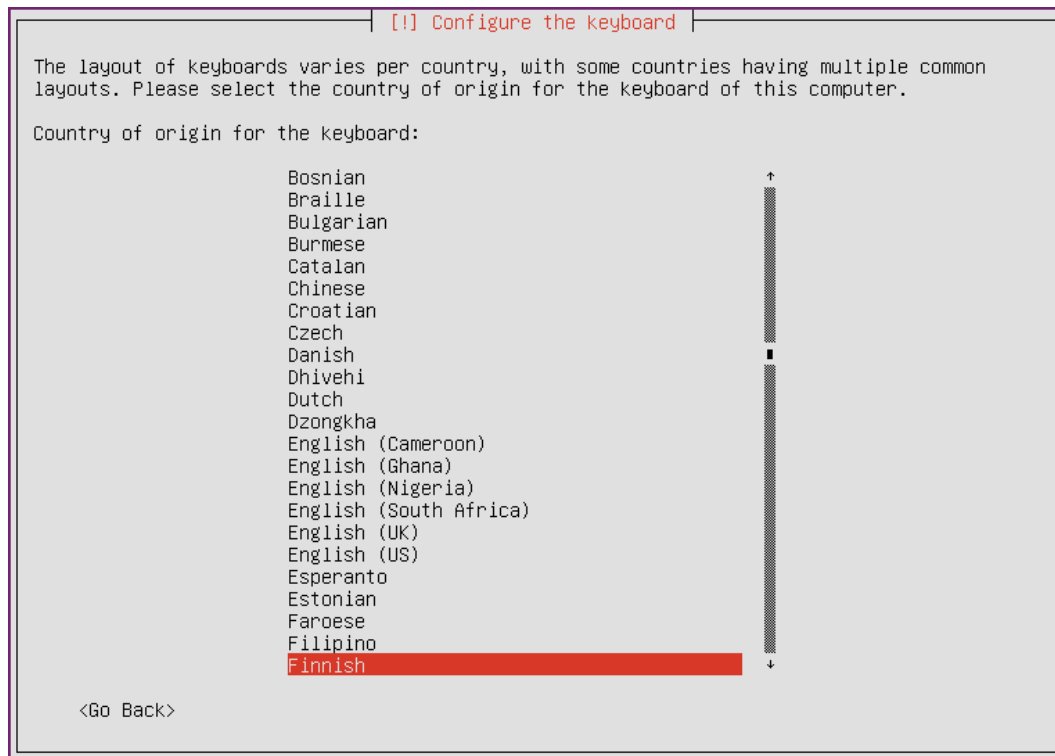 [!] Configure the keyboard
The layout of keyboards varies per country, with some countries having multiple common
layouts. Please select the country of origin for the keyboard of this computer.
Country of origin for the keyboard:
Bosnian
Braille
Bulgarian
Burmese
Catalan
Chinese
Croatian
Czech
Danish
Dhivehi
Dutch
Dzongkha
English (Cameroon)
English (Ghana)
English (Nigeria)
English (South Africa)
English (UK)
English (US)
Esperanto
Estonian
Faroese
Filipino
Finnish
<Go Back>